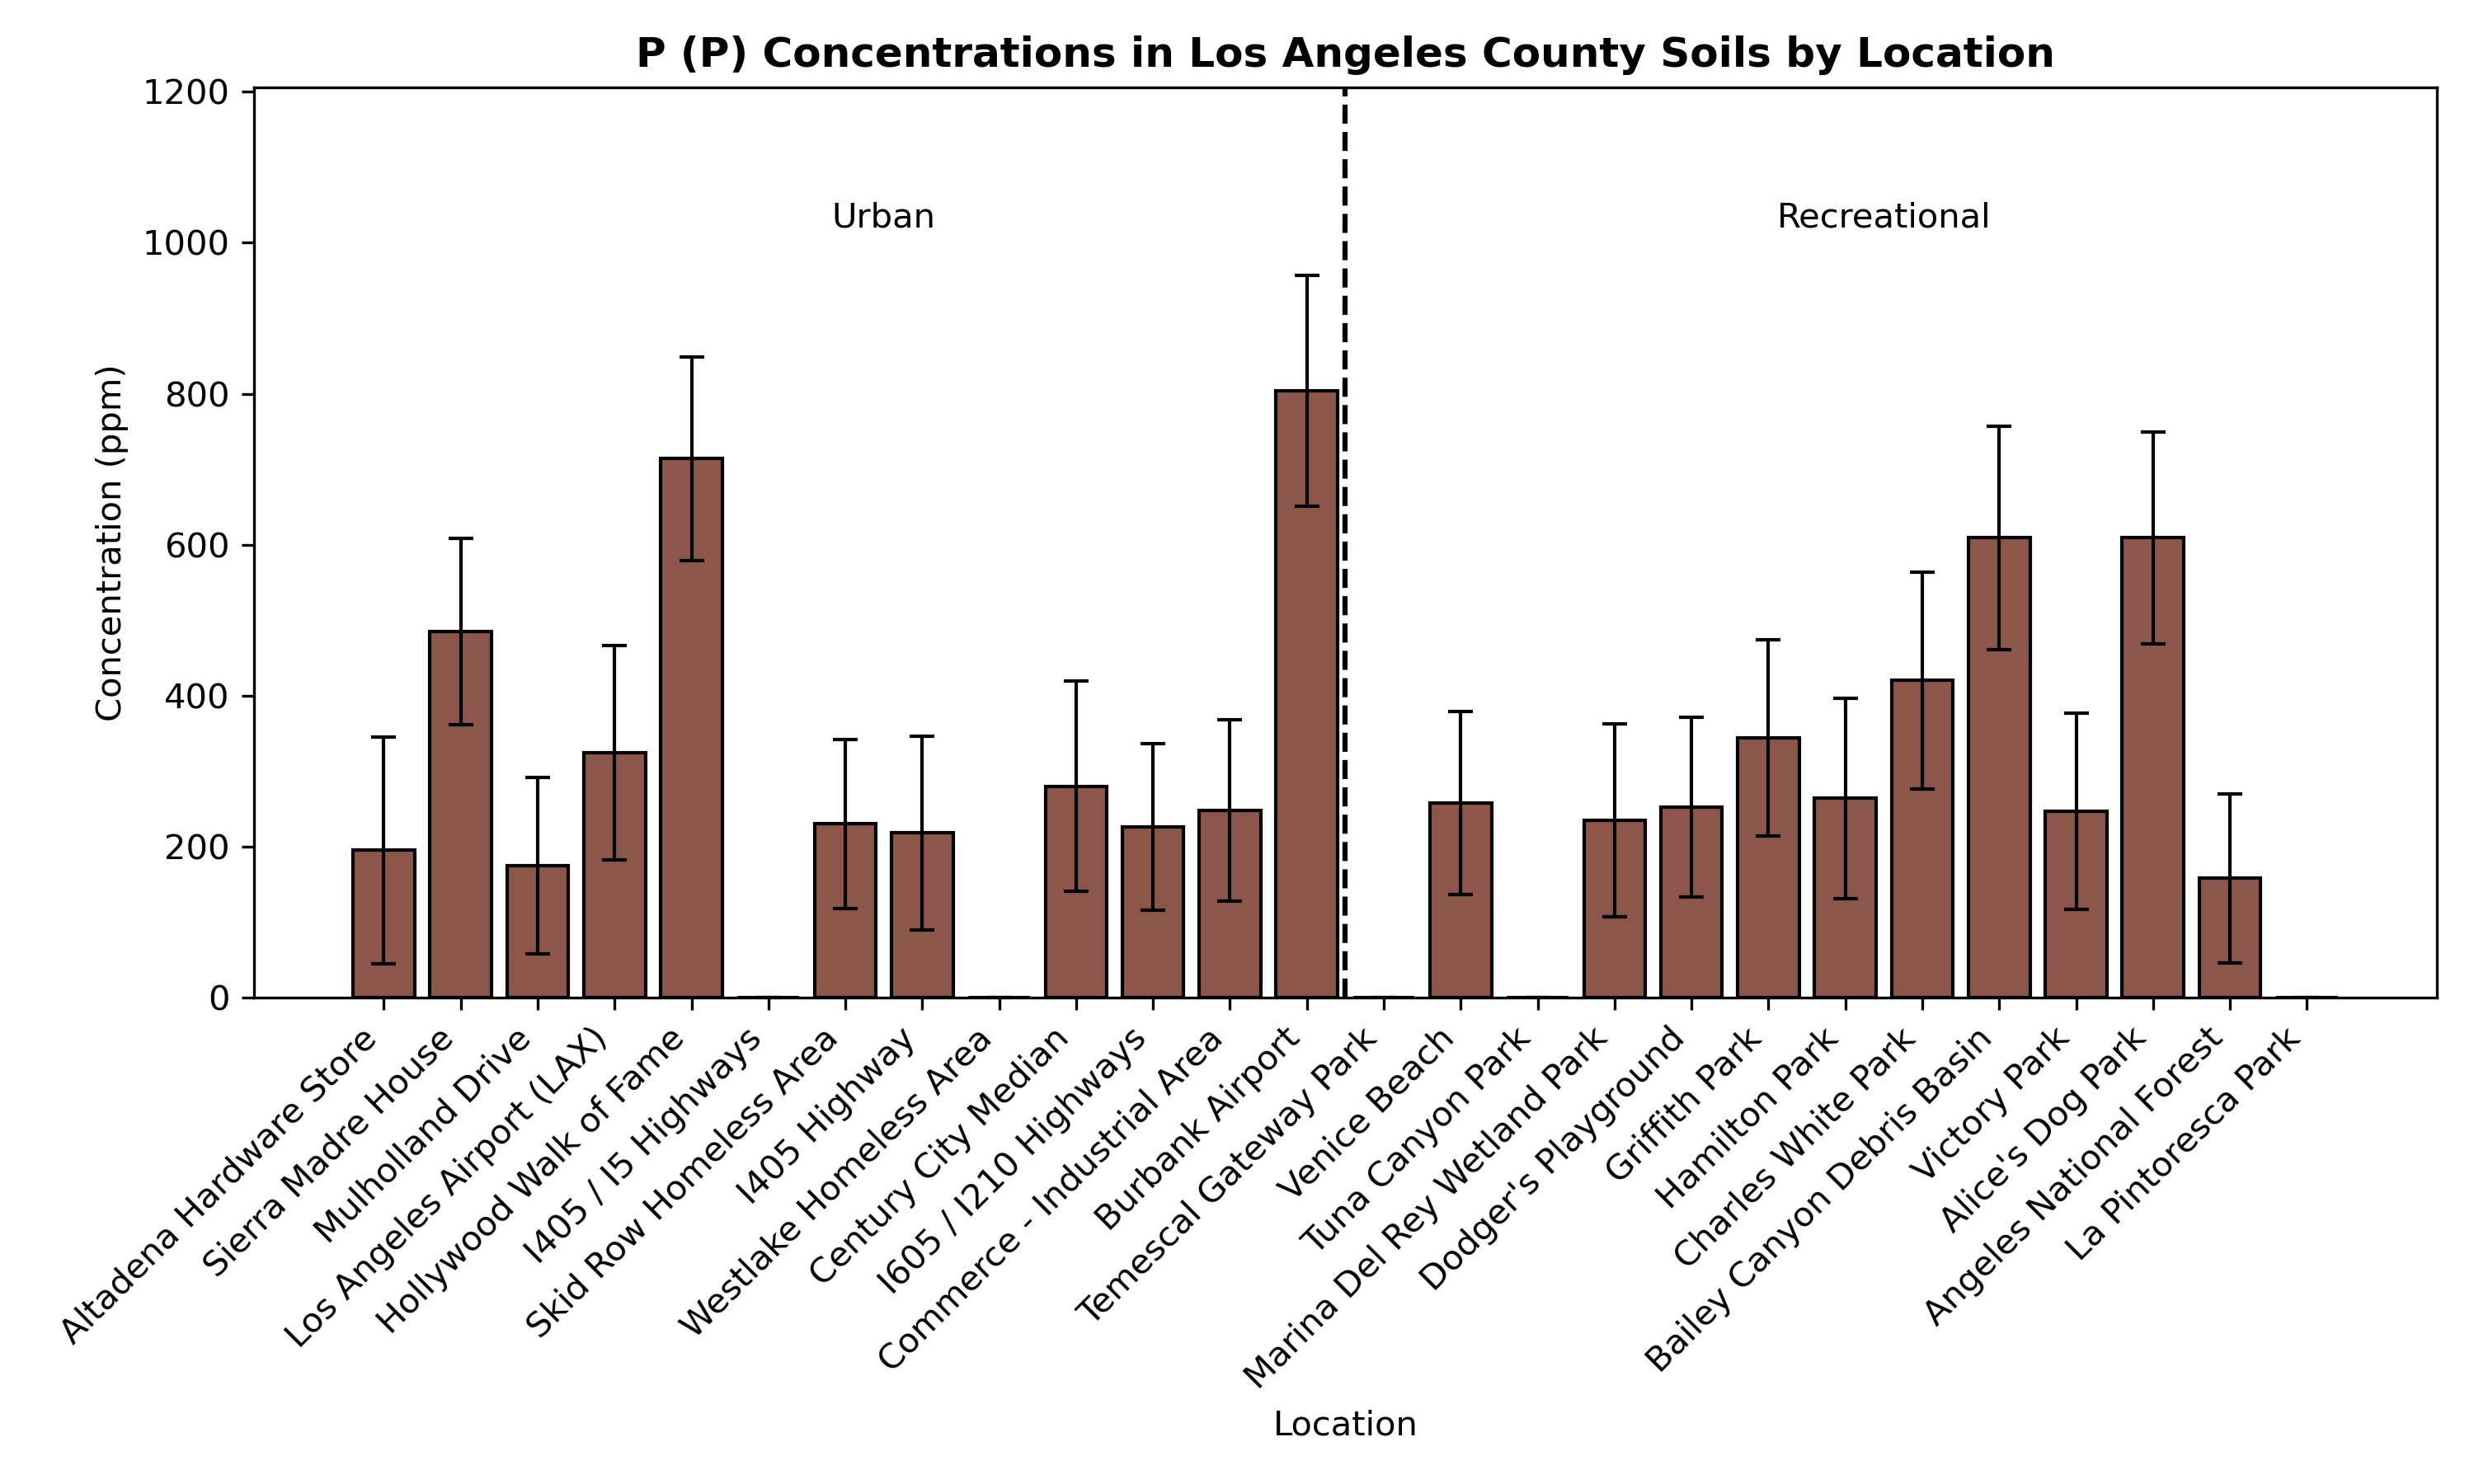 P (P) Concentrations in Los Angeles County Soils by Location
1200
1000
800
600
400
200
0
Concentration (ppm)
Urban
Recreational
Altadena Hardware Store
Sierra Madre House
Mulholland Drive
Los Angeles Airport (LAX)
Hollywood Walk of Fame
I405 / I5 Highways
Skid Row Homeless Area
I405 Highway
Westlake Homeless Area
Century City Median
I605 / I210 Highways
Commerce - Industrial Area
Burbank Airport
Temescal Gateway Park
Venice Beach
Tuna Canyon Park
Marina Del Rey Wetland Park
Dodger's Playground
Griffith Park
Hamilton Park
Charles White Park
Bailey Canyon Debris Basin
Victory Park
Alice's Dog Park
Angeles National Forest
La Pintoresca Park
Location